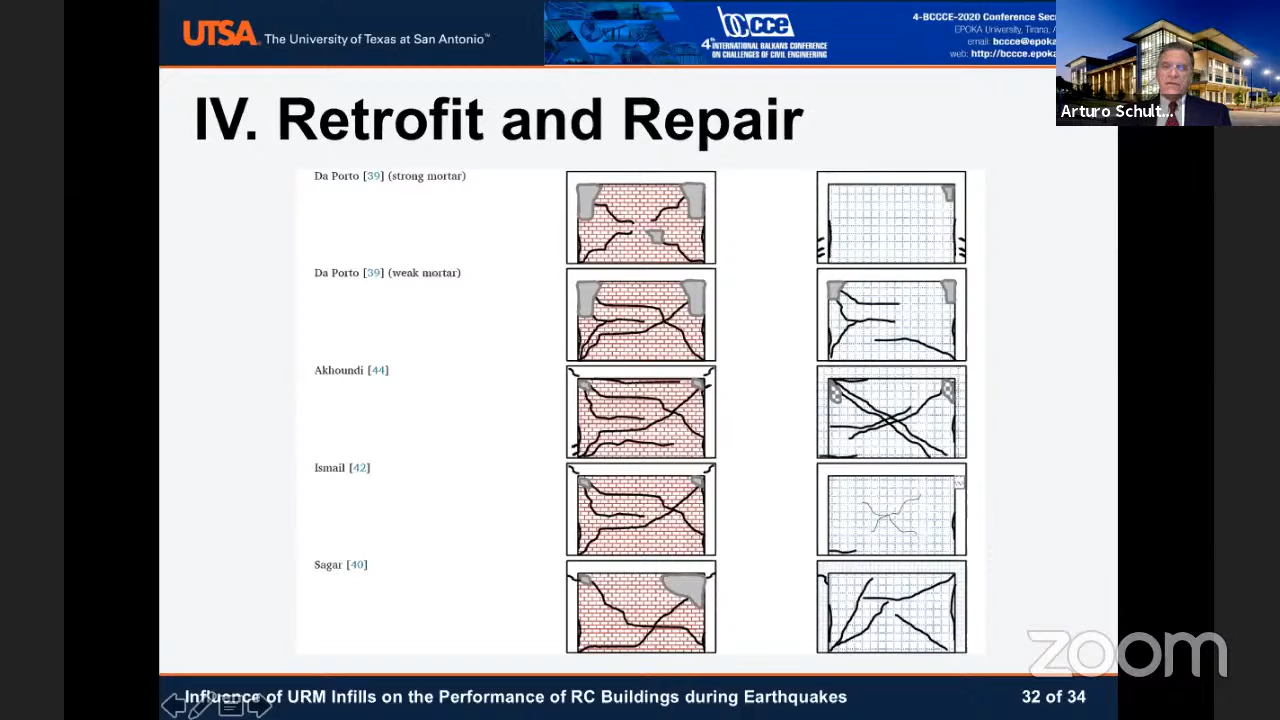 UTSA. The University of Texas at San Antonio™
bccce
4th INTERNATIONAL BALKANS CONFERENCE
ON CHALLENGES OF CIVIL ENGINEERING
4-BCCCE-2020 Conference Sec
EPOKA University, Tirana, 
email: bccce@epoka
web: http://bccce.epoka
Arturo Schult...
IV. Retrofit and Repair
Da Porto [39] (strong mortar)
Da Porto [39] (weak mortar)
Akhoundi [44]
Ismail [42]
Sagar [40]
zoom
Influence of URM Infills on the Performance of RC Buildings during Earthquakes
32 of 34